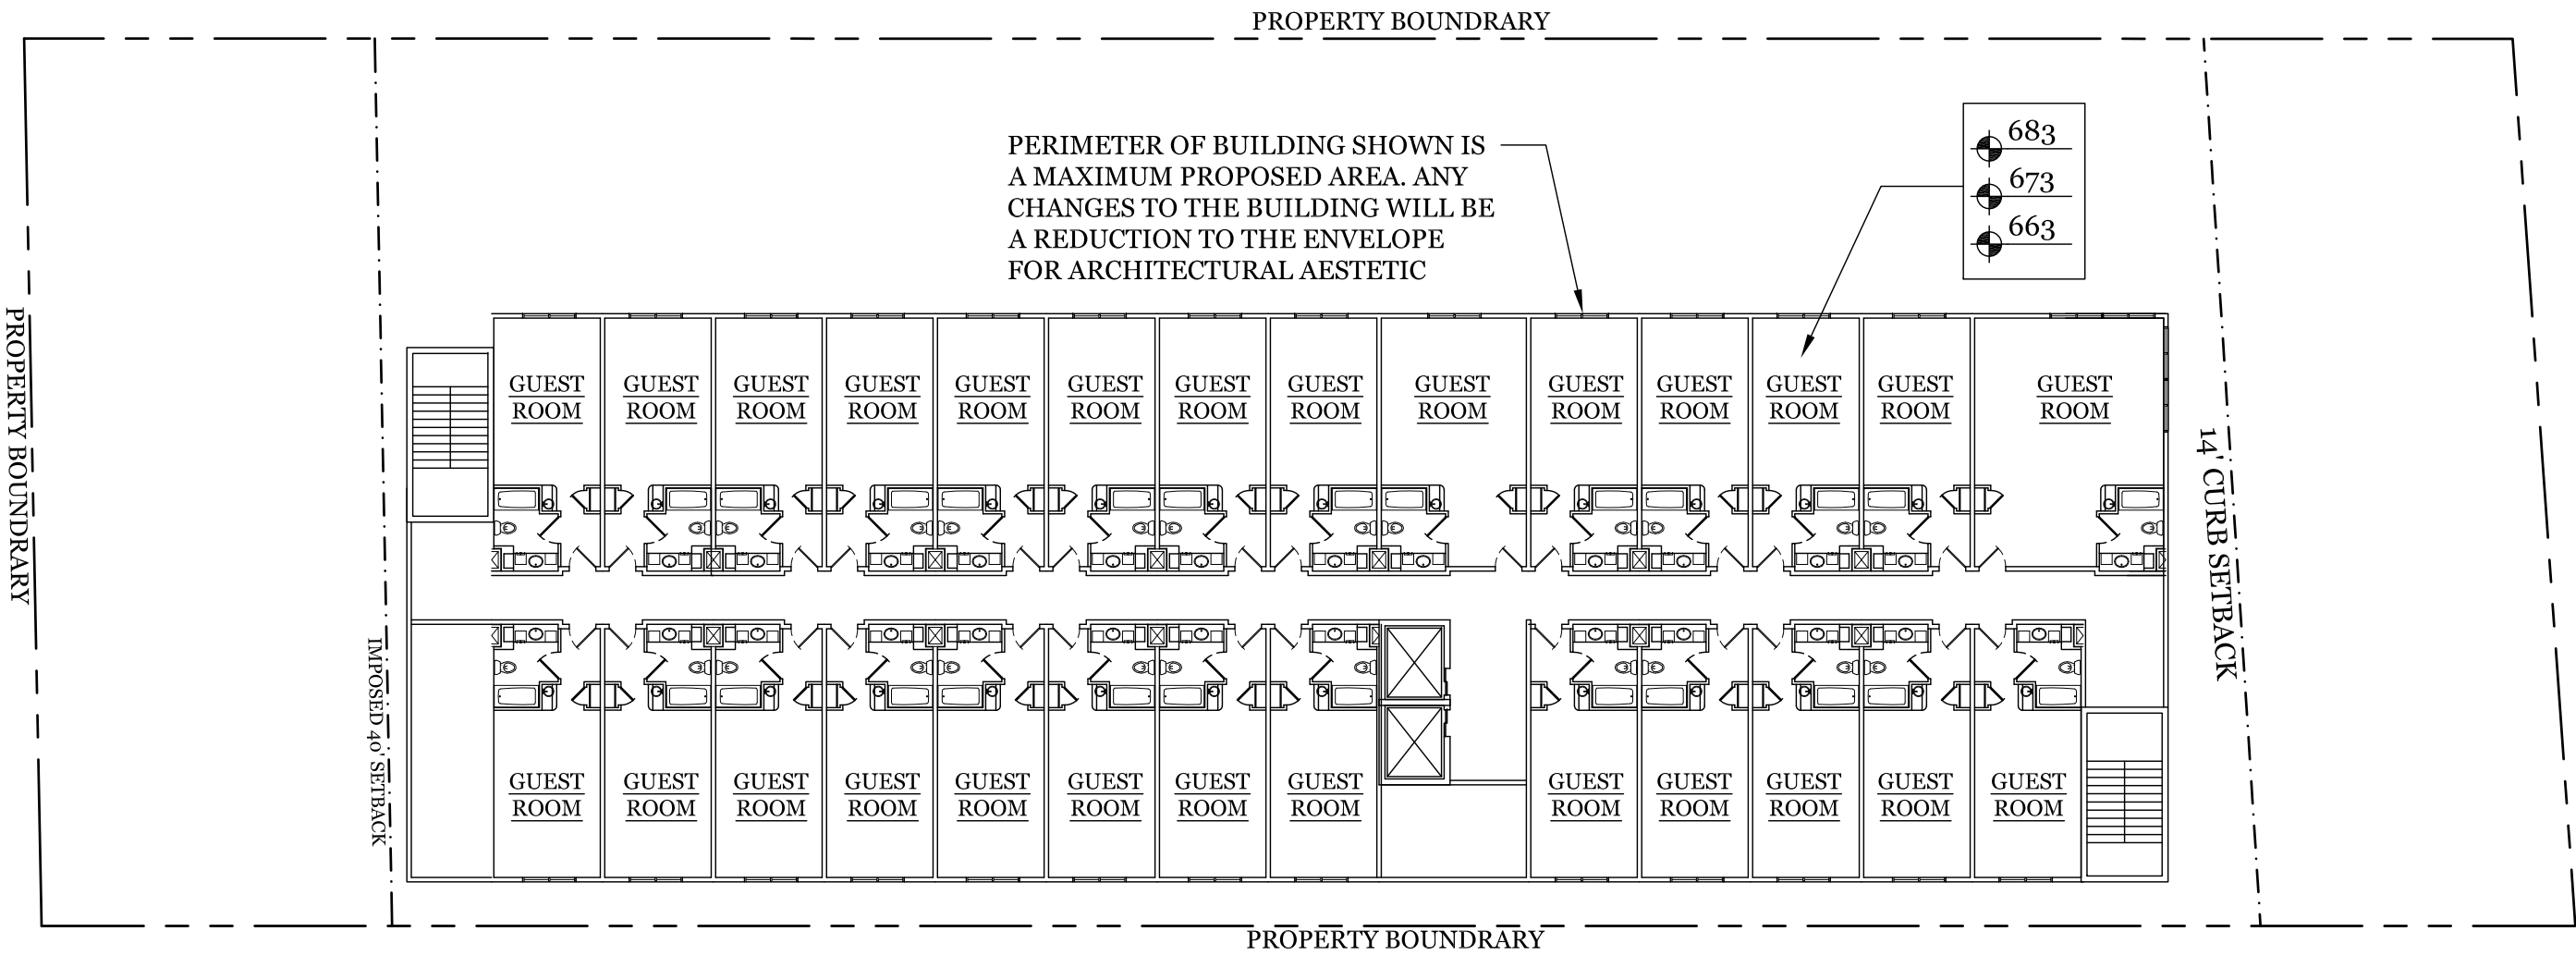 PROPERTY BOUNDRARY
PERIMETER OF BUILDING SHOWN IS
A MAXIMUM PROPOSED AREA. ANY
CHANGES TO THE BUILDING WILL BE
A REDUCTION TO THE ENVELOPE
FOR ARCHITECTURAL AESTETIC
683
673
663
PROPERTY BOUNDRARY
IMPOSED 40' SETBACK
14' CURB SETBACK
GUEST
ROOM
GUEST
ROOM
GUEST
ROOM
GUEST
ROOM
GUEST
ROOM
GUEST
ROOM
GUEST
ROOM
GUEST
ROOM
GUEST
ROOM
GUEST
ROOM
GUEST
ROOM
GUEST
ROOM
GUEST
ROOM
GUEST
ROOM
GUEST
ROOM
GUEST
ROOM
GUEST
ROOM
GUEST
ROOM
GUEST
ROOM
GUEST
ROOM
GUEST
ROOM
GUEST
ROOM
GUEST
ROOM
GUEST
ROOM
GUEST
ROOM
GUEST
ROOM
GUEST
ROOM
PROPERTY BOUNDRARY